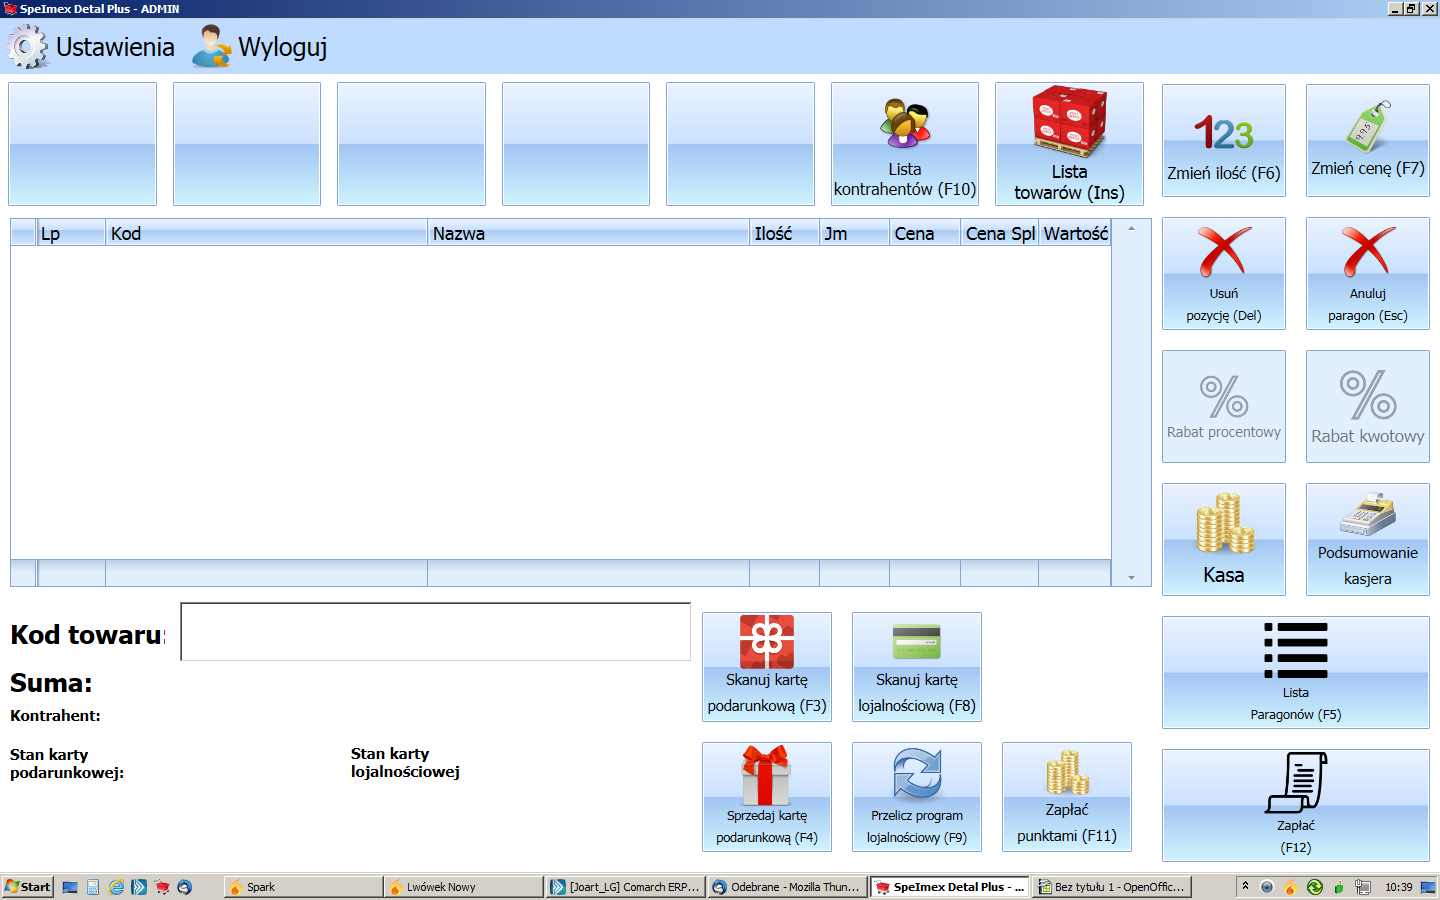 SpeImex Detal Plus - ADMIN
Ustawienia
Wyloguj
Lista
kontrahentów (F10)
Lista
towarów (Ins)
123
Zmień ilość (F6)
9.9.5
Zmień cenę (F7)
Lp
Kod
Nazwa
Ilość
Jm
Cena
Cena Spl
Wartość
Usuń
pozycję (Del)
Anuluj
paragon (Esc)
%
Rabat procentowy
%
Rabat kwotowy
Kasa
Podsumowanie
kasjera
Kod towaru:
Suma:
Kontrahent:
Stan karty
podarunkowej:
Stan karty
lojalnościowej
Skanuj kartę
podarunkową (F3)
Skanuj kartę
lojalnościową (F8)
Lista
Paragonów (F5)
Sprzedaj kartę
podarunkową (F4)
Przelicz program
lojalnościowy (F9)
Zapłać
punktami (F11)
Zapłać
(F12)
Start
Spark
Lwówek Nowy
[Joart_LG] Comarch ERP...
Odebrane - Mozilla Thun...
SpeImex Detal Plus - ...
Bez tytułu 1 - OpenOffic...
10:39